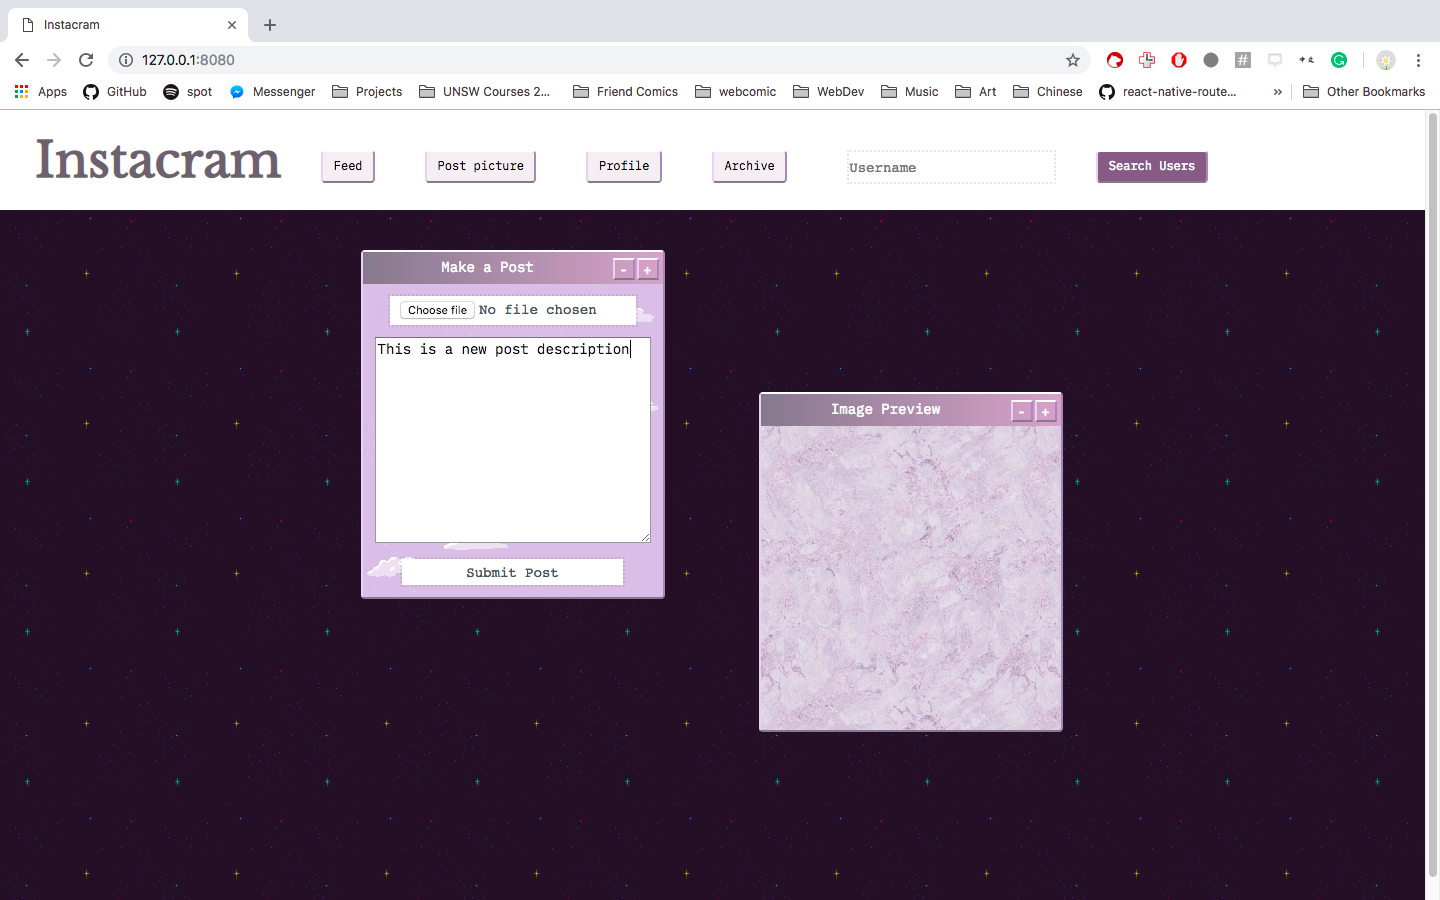 Instacram
127.0.0.1:8080
Apps GitHub spot Messenger Projects UNSW Courses 2... Friend Comics webcomic WebDev Music Art Chinese react-native-route... » Other Bookmarks
Instacram Feed Post picture Profile Archive Username Search Users
Make a Post - +
Choose file No file chosen
This is a new post description
Submit Post
Image Preview - +